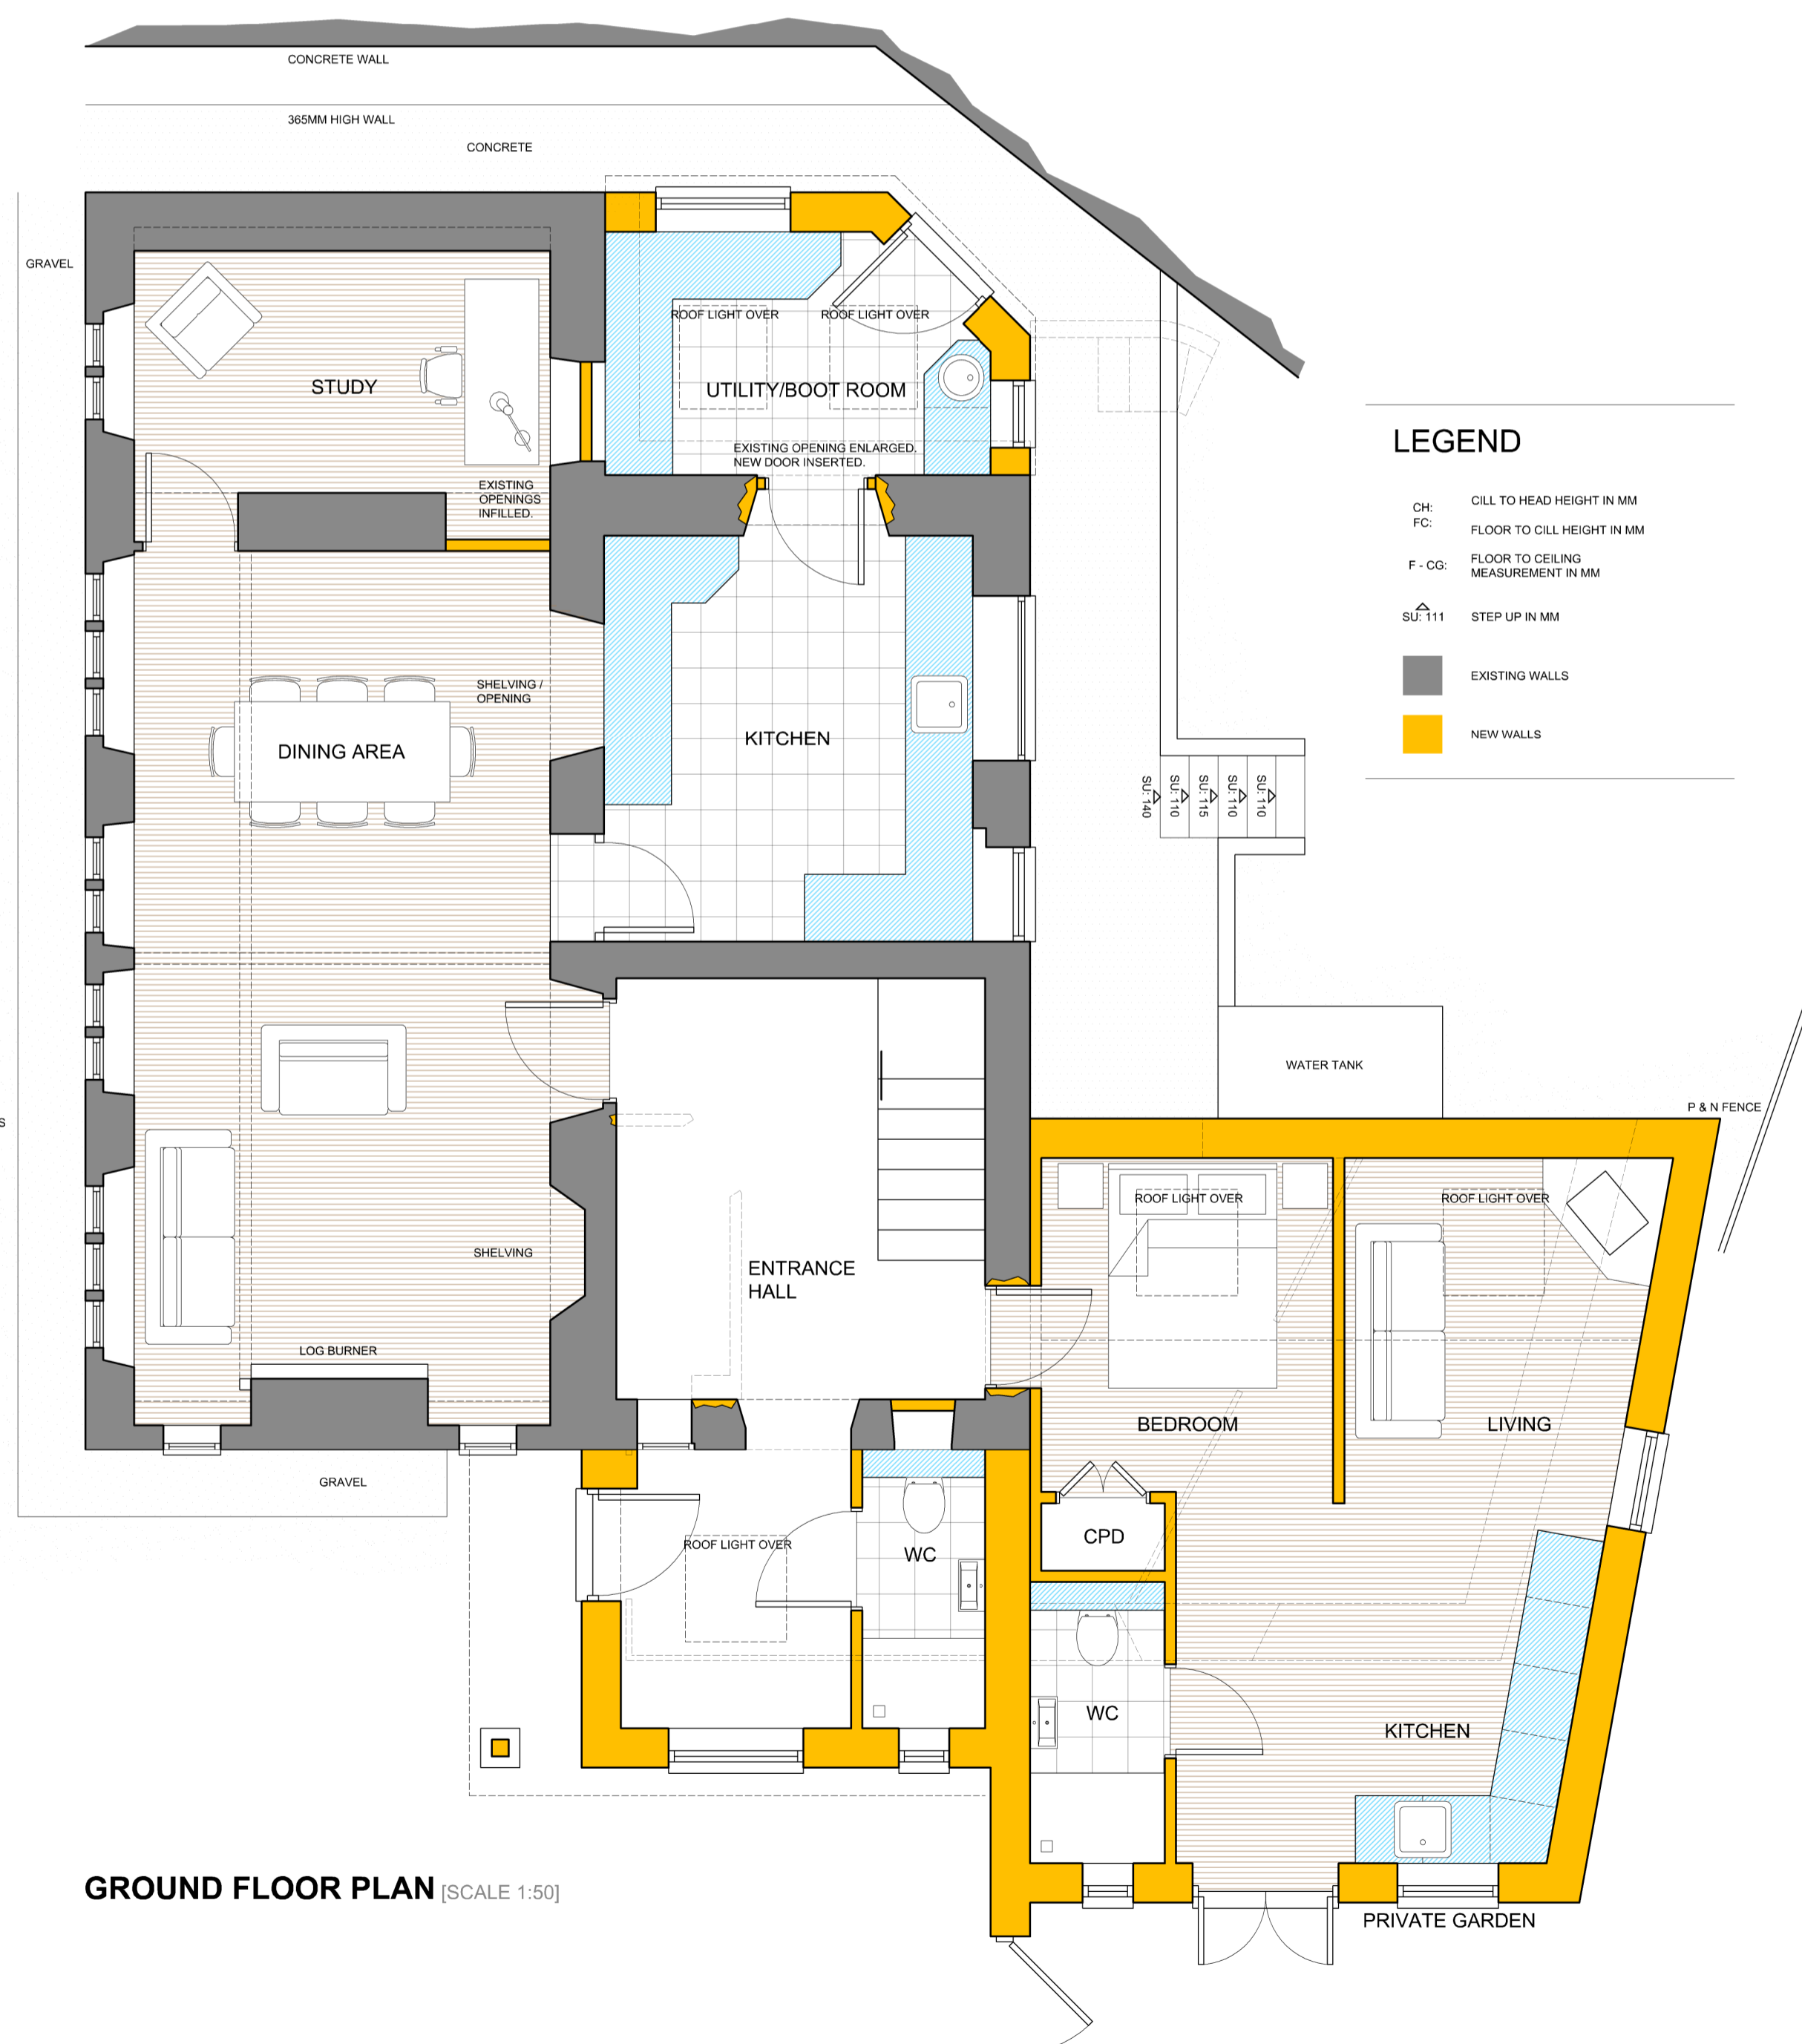 CONCRETE WALL
365MM HIGH WALL
CONCRETE
GRAVEL
ROOF LIGHT OVER
ROOF LIGHT OVER
STUDY
UTILITY/BOOT ROOM
EXISTING OPENING ENLARGED.
NEW DOOR INSERTED.
EXISTING
OPENINGS
INFILLED.
LEGEND
CH:
CILL TO HEAD HEIGHT IN MM
FC:
FLOOR TO CILL HEIGHT IN MM
F - CG:
FLOOR TO CEILING
MEASUREMENT IN MM
SU: 111
STEP UP IN MM
EXISTING WALLS
NEW WALLS
SHELVING /
OPENING
DINING AREA
KITCHEN
SU: 140
SU: 110
SU: 115
SU: 110
SU: 110
WATER TANK
P & N FENCE
S
ROOF LIGHT OVER
ROOF LIGHT OVER
SHELVING
ENTRANCE
HALL
LOG BURNER
BEDROOM
LIVING
GRAVEL
ROOF LIGHT OVER
WC
CPD
WC
KITCHEN
GROUND FLOOR PLAN [SCALE 1:50]
PRIVATE GARDEN